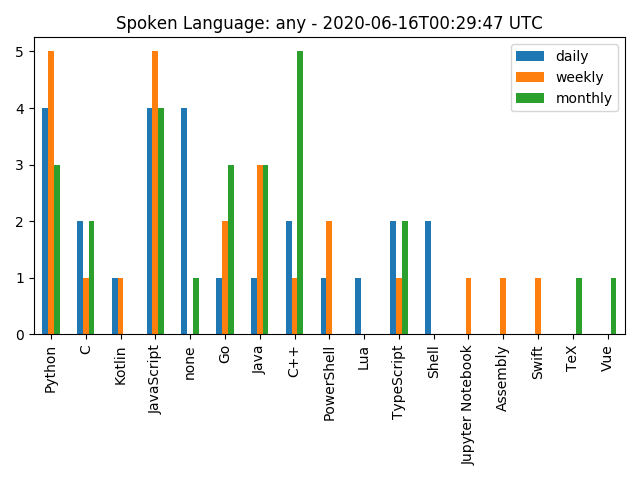 Spoken Language: any - 2020-06-16T00:29:47 UTC
daily
weekly
monthly
5
4
3
2
1
0
Python
C
Kotlin
JavaScript
none
Go
Java
C++
PowerShell
Lua
TypeScript
Shell
Jupyter Notebook
Assembly
Swift
TeX
Vue